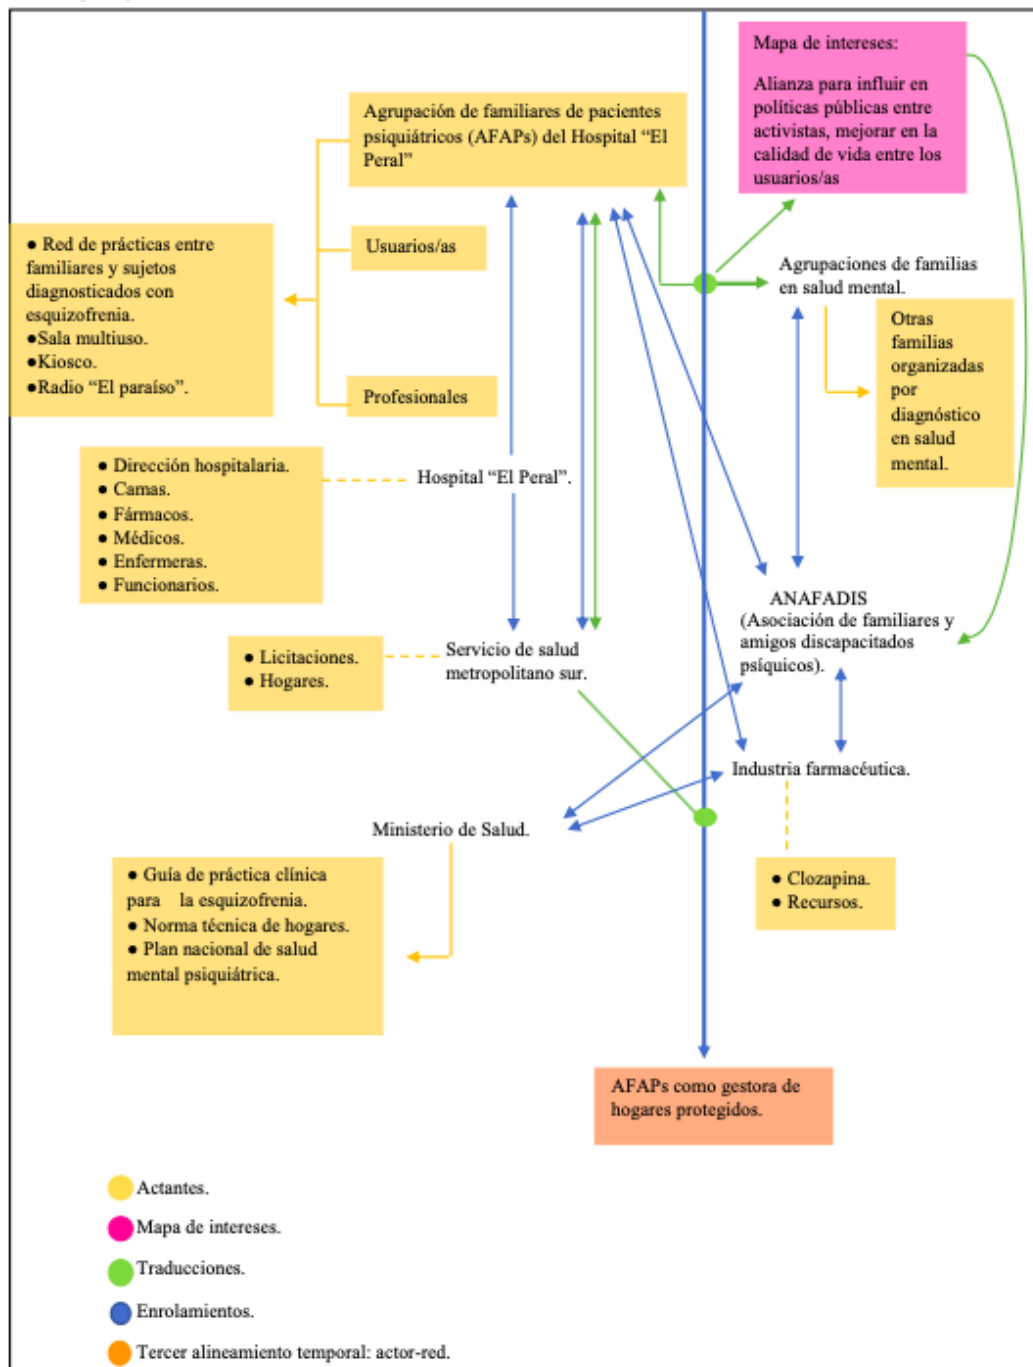 Mapa de intereses:
Alianza para influir en
políticas públicas entre
activistas, mejorar en la
calidad de vida entre los
usuarios/as
Agrupación de familiares de pacientes
psiquiátricos (AFAPs) del Hospital “El
Peral”
● Red de prácticas entre
familiares y sujetos
diagnosticados con
esquizofrenia.
●Sala multiuso.
●Kiosco.
●Radio “El paraíso”.
Usuarios/as
Profesionales
Agrupaciones de familias
en salud mental.
Otras
familias
organizadas
por
diagnóstico
en salud
mental.
● Dirección hospitalaria.
● Camas.
● Fármacos.
● Médicos.
● Enfermeras.
● Funcionarios.
Hospital “El Peral”.
ANAFADIS
(Asociación de familiares y
amigos discapacitados
psíquicos).
● Licitaciones.
● Hogares.
Servicio de salud
metropolitano sur.
Industria farmacéutica.
Ministerio de Salud.
● Guía de práctica clínica
para la esquizofrenia.
● Norma técnica de hogares.
● Plan nacional de salud
mental psiquiátrica.
● Clozapina.
● Recursos.
AFAPs como gestora de
hogares protegidos.
Actantes.
Mapa de intereses.
Traducciones.
Enrolamientos.
Tercer alineamiento temporal: actor-red.